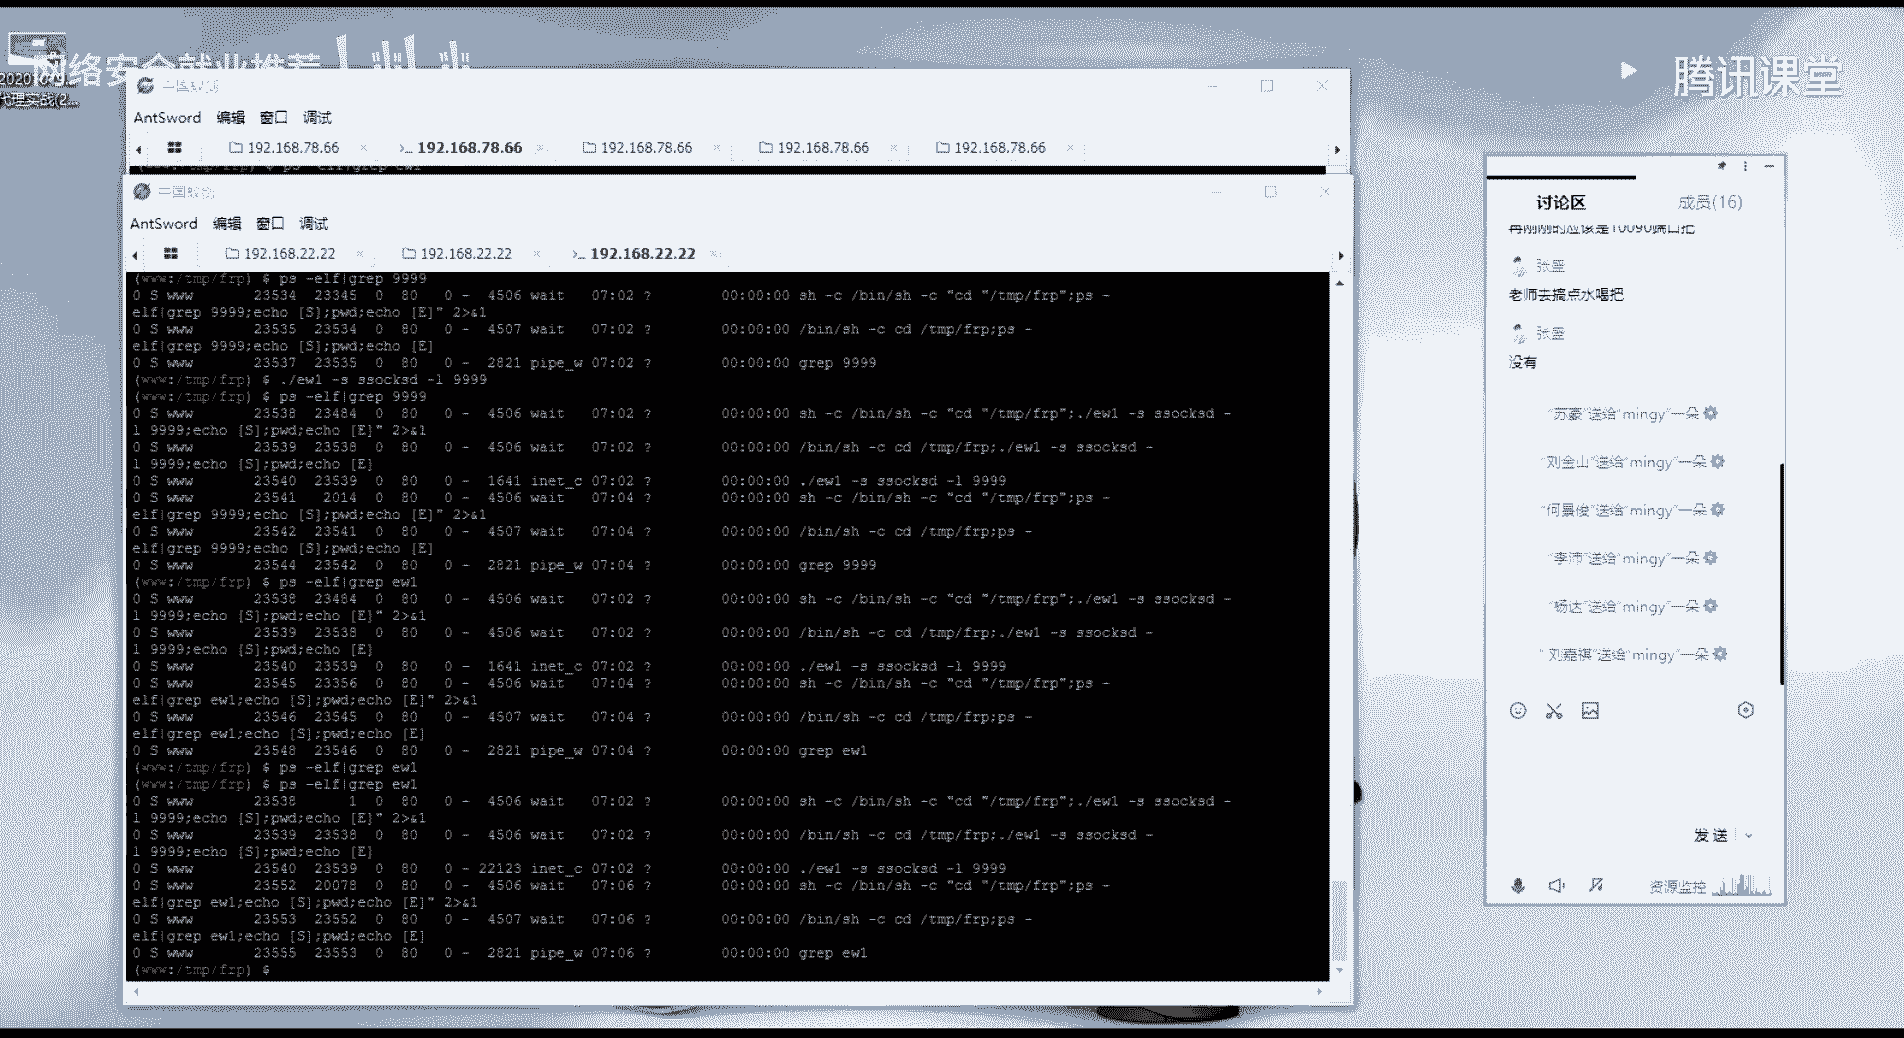 网络安全就业推荐
腾讯课堂
代理实战(2...
AntSword 编辑 窗口 调试
192.168.78.66 192.168.78.66 192.168.78.66 192.168.78.66 192.168.78.66
AntSword 编辑 窗口 调试
192.168.22.22 192.168.22.22 192.168.22.22
(www:/tmp/frp) $ ps -elf|grep 9999
0 S www 23534 23345 0 80 0 - 4506 wait 07:02 ? 00:00:00 sh -c /bin/sh -c "cd "/tmp/frp";ps -
elf|grep 9999;echo [S];pwd;echo [E]" 2>&1
0 S www 23535 23534 0 80 0 - 4507 wait 07:02 ? 00:00:00 /bin/sh -c cd /tmp/frp;ps -
elf|grep 9999;echo [S];pwd;echo [E]
0 S www 23537 23535 0 80 0 - 2821 pipe_w 07:02 ? 00:00:00 grep 9999
(www:/tmp/frp) $ ./ew1 -s ssocksd -l 9999
(www:/tmp/frp) $ ps -elf|grep 9999
0 S www 23538 23484 0 80 0 - 4506 wait 07:02 ? 00:00:00 sh -c /bin/sh -c "cd "/tmp/frp";./ew1 -s ssocksd -
l 9999;echo [S];pwd;echo [E]" 2>&1
0 S www 23539 23538 0 80 0 - 4506 wait 07:02 ? 00:00:00 /bin/sh -c cd /tmp/frp;./ew1 -s ssocksd -
l 9999;echo [S];pwd;echo [E]
0 S www 23540 23539 0 80 0 - 1641 inet_c 07:02 ? 00:00:00 ./ew1 -s ssocksd -l 9999
0 S www 23541 2014 0 80 0 - 4506 wait 07:04 ? 00:00:00 sh -c /bin/sh -c "cd "/tmp/frp";ps -
elf|grep 9999;echo [S];pwd;echo [E]" 2>&1
0 S www 23542 23541 0 80 0 - 4507 wait 07:04 ? 00:00:00 /bin/sh -c cd /tmp/frp;ps -
elf|grep 9999;echo [S];pwd;echo [E]
0 S www 23544 23542 0 80 0 - 2821 pipe_w 07:04 ? 00:00:00 grep 9999
(www:/tmp/frp) $ ps -elf|grep ew1
0 S www 23538 23484 0 80 0 - 4506 wait 07:02 ? 00:00:00 sh -c /bin/sh -c "cd "/tmp/frp";./ew1 -s ssocksd -
l 9999;echo [S];pwd;echo [E]" 2>&1
0 S www 23539 23538 0 80 0 - 4506 wait 07:02 ? 00:00:00 /bin/sh -c cd /tmp/frp;./ew1 -s ssocksd -
l 9999;echo [S];pwd;echo [E]
0 S www 23540 23539 0 80 0 - 1641 inet_c 07:02 ? 00:00:00 ./ew1 -s ssocksd -l 9999
0 S www 23545 23356 0 80 0 - 4506 wait 07:04 ? 00:00:00 sh -c /bin/sh -c "cd "/tmp/frp";ps -
elf|grep ew1;echo [S];pwd;echo [E]" 2>&1
0 S www 23546 23545 0 80 0 - 4507 wait 07:04 ? 00:00:00 /bin/sh -c cd /tmp/frp;ps -
elf|grep ew1;echo [S];pwd;echo [E]
0 S www 23548 23546 0 80 0 - 2821 pipe_w 07:04 ? 00:00:00 grep ew1
(www:/tmp/frp) $ ps -elf|grep ew1
(www:/tmp/frp) $ ps -elf|grep ew1
0 S www 23538 1 0 80 0 - 4506 wait 07:02 ? 00:00:00 sh -c /bin/sh -c "cd "/tmp/frp";./ew1 -s ssocksd -
l 9999;echo [S];pwd;echo [E]" 2>&1
0 S www 23539 23538 0 80 0 - 4506 wait 07:02 ? 00:00:00 /bin/sh -c cd /tmp/frp;./ew1 -s ssocksd -
l 9999;echo [S];pwd;echo [E]
0 S www 23540 23539 0 80 0 - 22123 inet_c 07:02 ? 00:00:00 ./ew1 -s ssocksd -l 9999
0 S www 23552 20078 0 80 0 - 4506 wait 07:06 ? 00:00:00 sh -c /bin/sh -c "cd "/tmp/frp";ps -
elf|grep ew1;echo [S];pwd;echo [E]" 2>&1
0 S www 23553 23552 0 80 0 - 4507 wait 07:06 ? 00:00:00 /bin/sh -c cd /tmp/frp;ps -
elf|grep ew1;echo [S];pwd;echo [E]
0 S www 23555 23553 0 80 0 - 2821 pipe_w 07:06 ? 00:00:00 grep ew1
(www:/tmp/frp) $
讨论区 成员(16)
老师去搞点水喝把
没有
"苏豪"送给"mingy"一朵
"刘金山"送给"mingy"一朵
"何景俊"送给"mingy"一朵
"李沛"送给"mingy"一朵
"杨达"送给"mingy"一朵
"刘嘉祺"送给"mingy"一朵
发送
资源监控